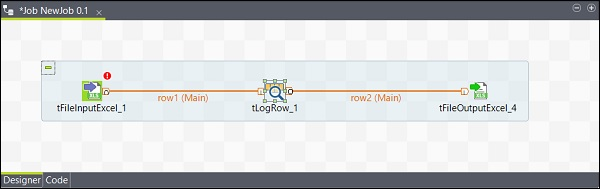 *Job NewJob 0.1
tFileInputExcel_1
row1 (Main)
tLogRow_1
row2 (Main)
tFileOutputExcel_4
Designer Code